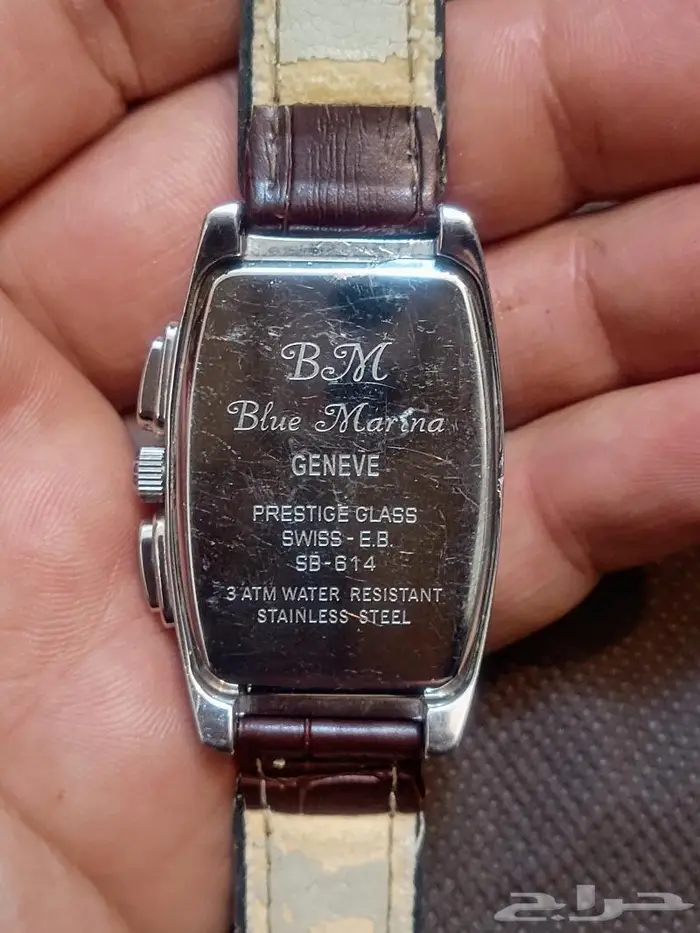 BM
Blue Marina
GENEVE
PRESTIGE GLASS
SWISS - E.B.
SB-614
3 ATM WATER RESISTANT
STAINLESS STEEL
حراج